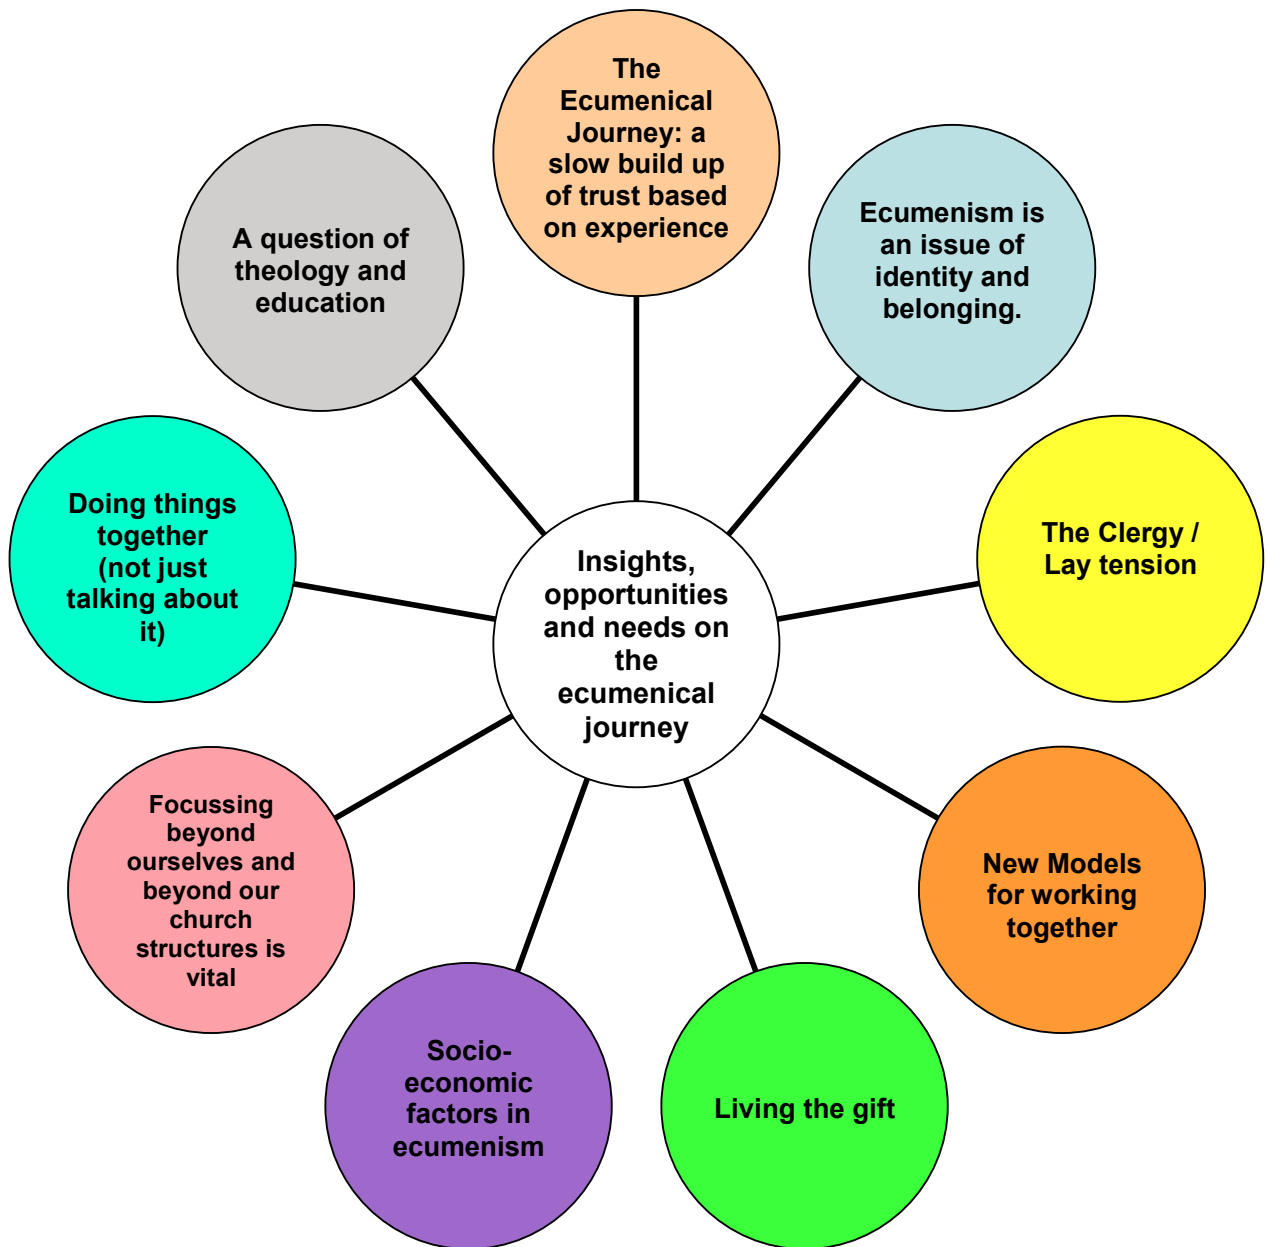 The
Ecumenical
Journey: a
slow build up
of trust based
on experience
Ecumenism is
an issue of
identity and
belonging.
The Clergy /
Lay tension
New Models
for working
together
Living the gift
Socio-
economic
factors in
ecumenism
Focussing
beyond
ourselves and
beyond our
church
structures is
vital
Doing things
together
(not just
talking about
it)
A question of
theology and
education
Insights,
opportunities
and needs on
the
ecumenical
journey